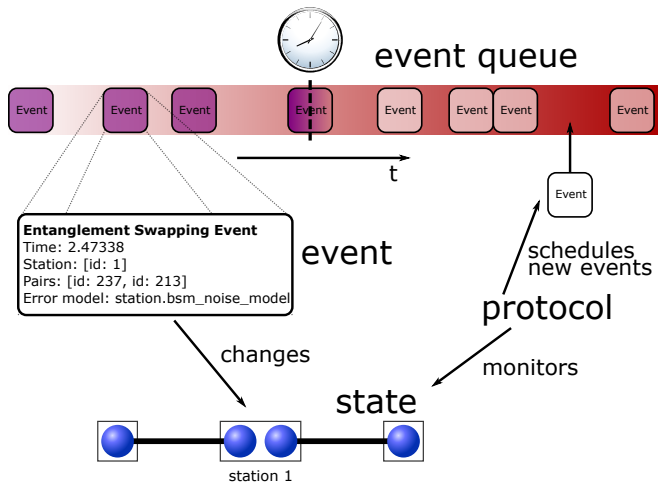 event queue
Event Event Event Event Event Event Event Event
t
Event
Entanglement Swapping Event
Time: 2.47338
Station: [id: 1]
Pairs: [id: 237, id: 213]
Error model: station.bsm_noise_model
event
schedules
new events
protocol
changes
monitors
state
station 1